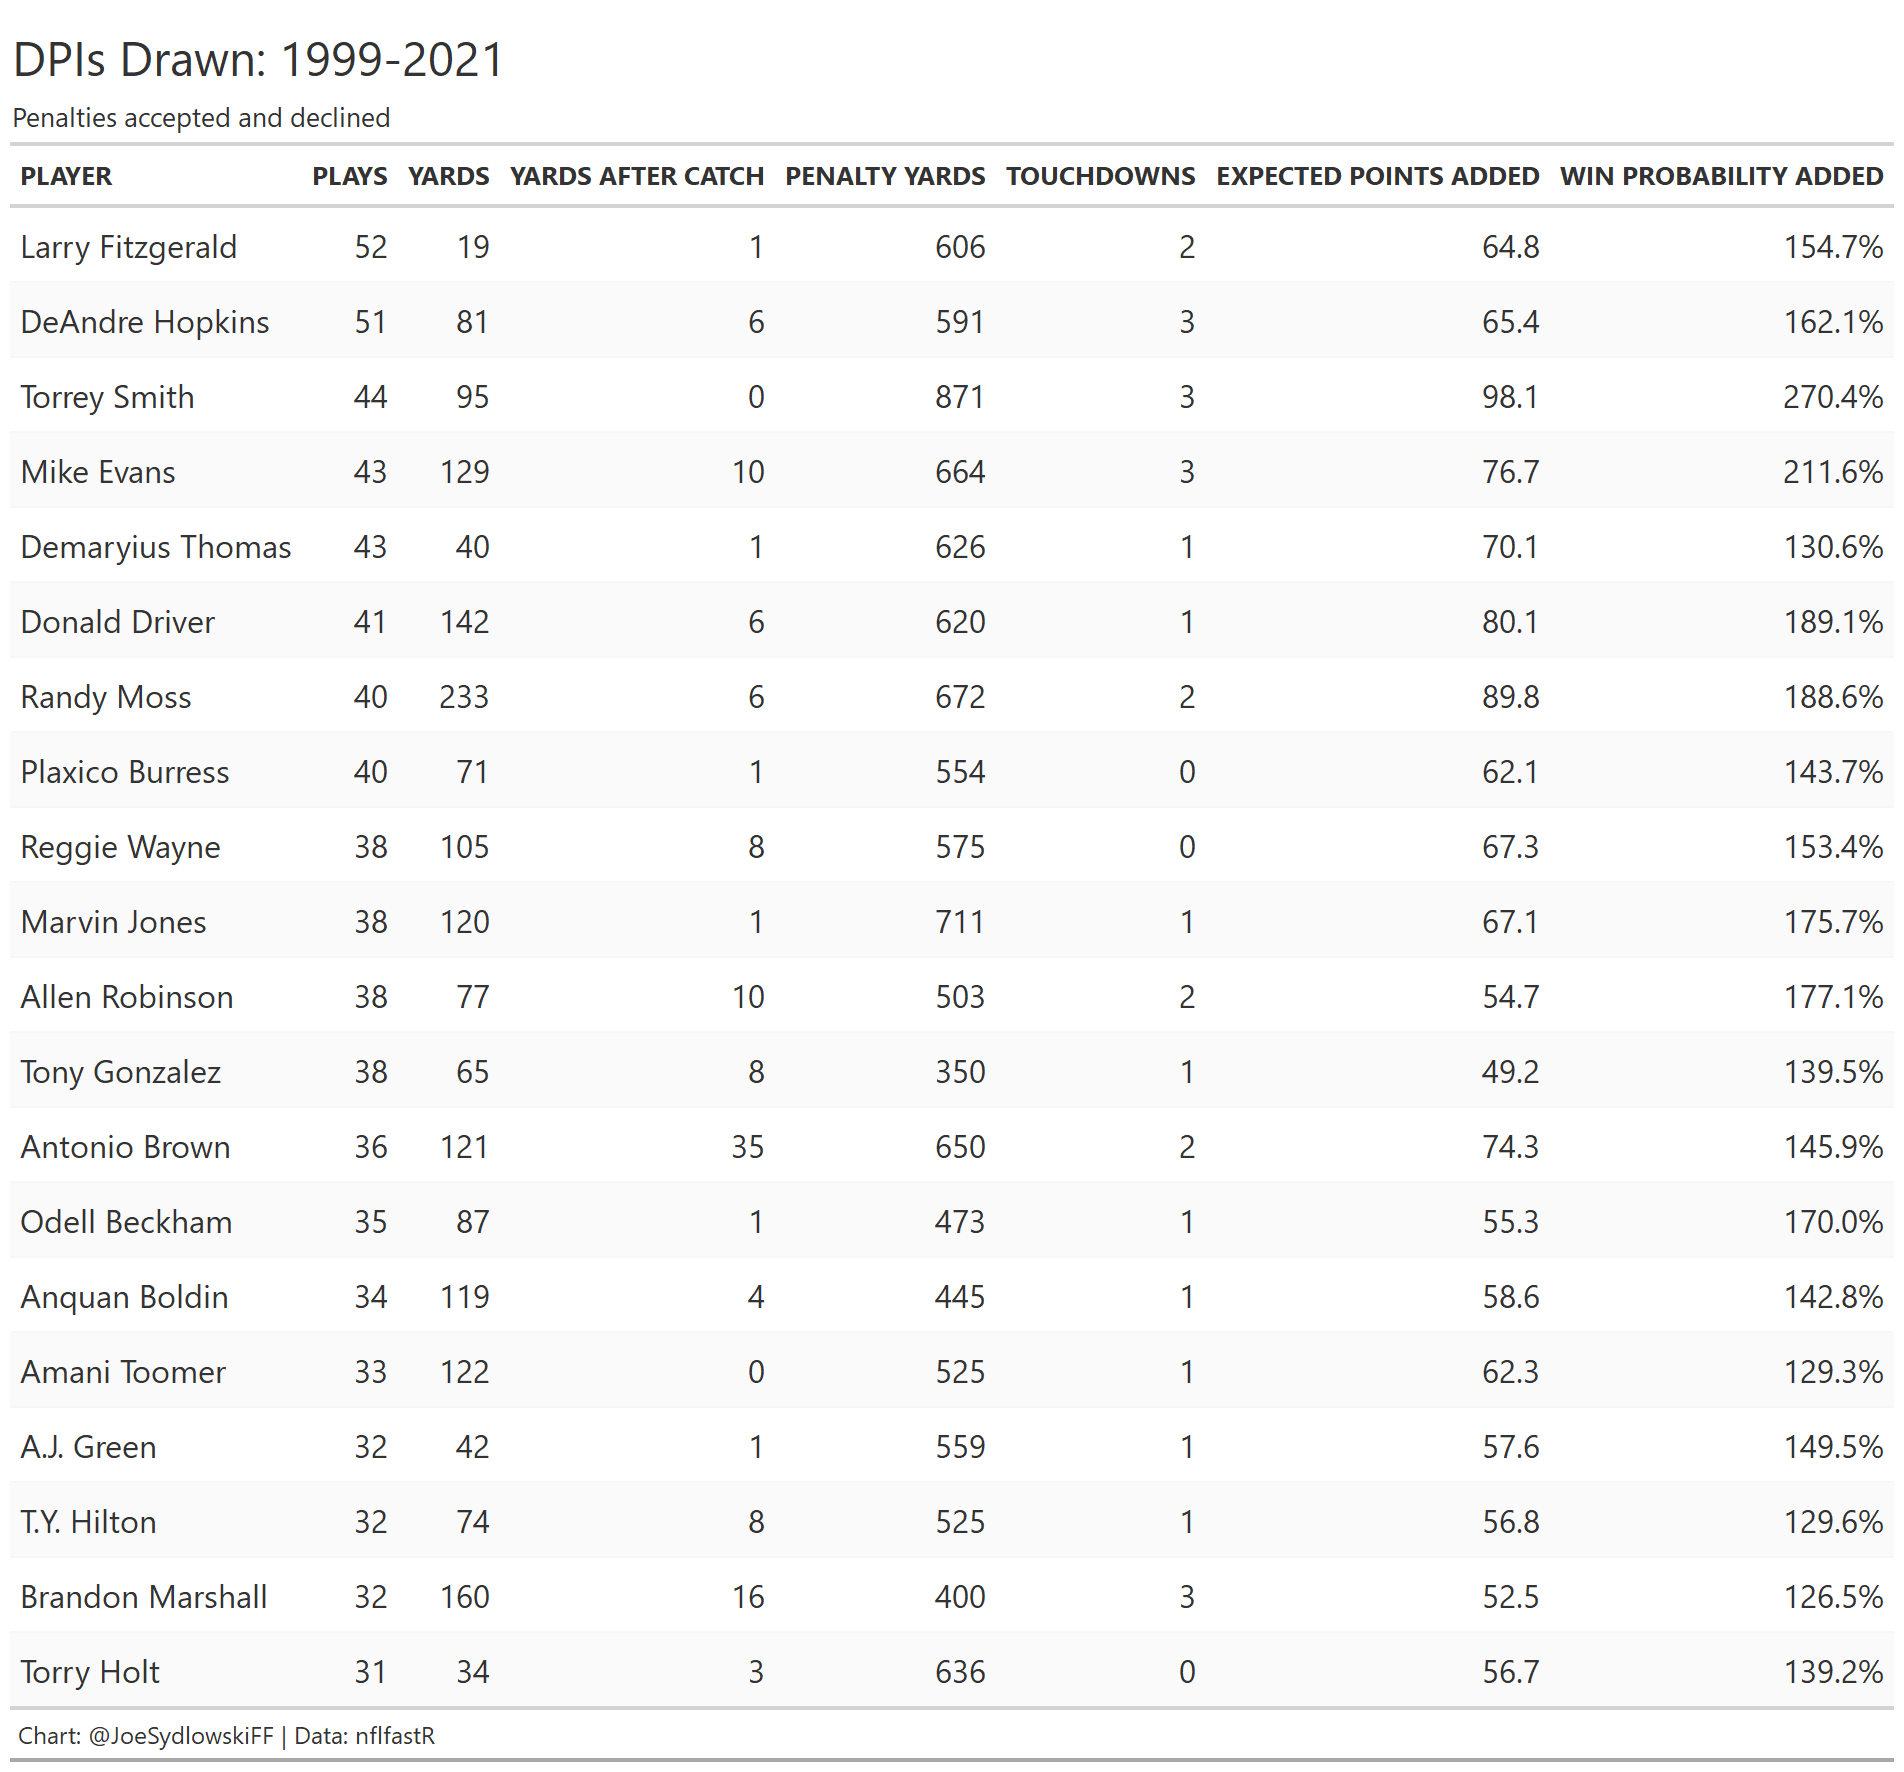 DPIs Drawn: 1999-2021
Penalties accepted and declined
PLAYER PLAYS YARDS YARDS AFTER CATCH PENALTY YARDS TOUCHDOWNS EXPECTED POINTS ADDED WIN PROBABILITY ADDED
Larry Fitzgerald 52 19 1 606 2 64.8 154.7%
DeAndre Hopkins 51 81 6 591 3 65.4 162.1%
Torrey Smith 44 95 0 871 3 98.1 270.4%
Mike Evans 43 129 10 664 3 76.7 211.6%
Demaryius Thomas 43 40 1 626 1 70.1 130.6%
Donald Driver 41 142 6 620 1 80.1 189.1%
Randy Moss 40 233 6 672 2 89.8 188.6%
Plaxico Burress 40 71 1 554 0 62.1 143.7%
Reggie Wayne 38 105 8 575 0 67.3 153.4%
Marvin Jones 38 120 1 711 1 67.1 175.7%
Allen Robinson 38 77 10 503 2 54.7 177.1%
Tony Gonzalez 38 65 8 350 1 49.2 139.5%
Antonio Brown 36 121 35 650 2 74.3 145.9%
Odell Beckham 35 87 1 473 1 55.3 170.0%
Anquan Boldin 34 119 4 445 1 58.6 142.8%
Amani Toomer 33 122 0 525 1 62.3 129.3%
A.J. Green 32 42 1 559 1 57.6 149.5%
T.Y. Hilton 32 74 8 525 1 56.8 129.6%
Brandon Marshall 32 160 16 400 3 52.5 126.5%
Torry Holt 31 34 3 636 0 56.7 139.2%
Chart: @JoeSydlowskiFF | Data: nflfastR